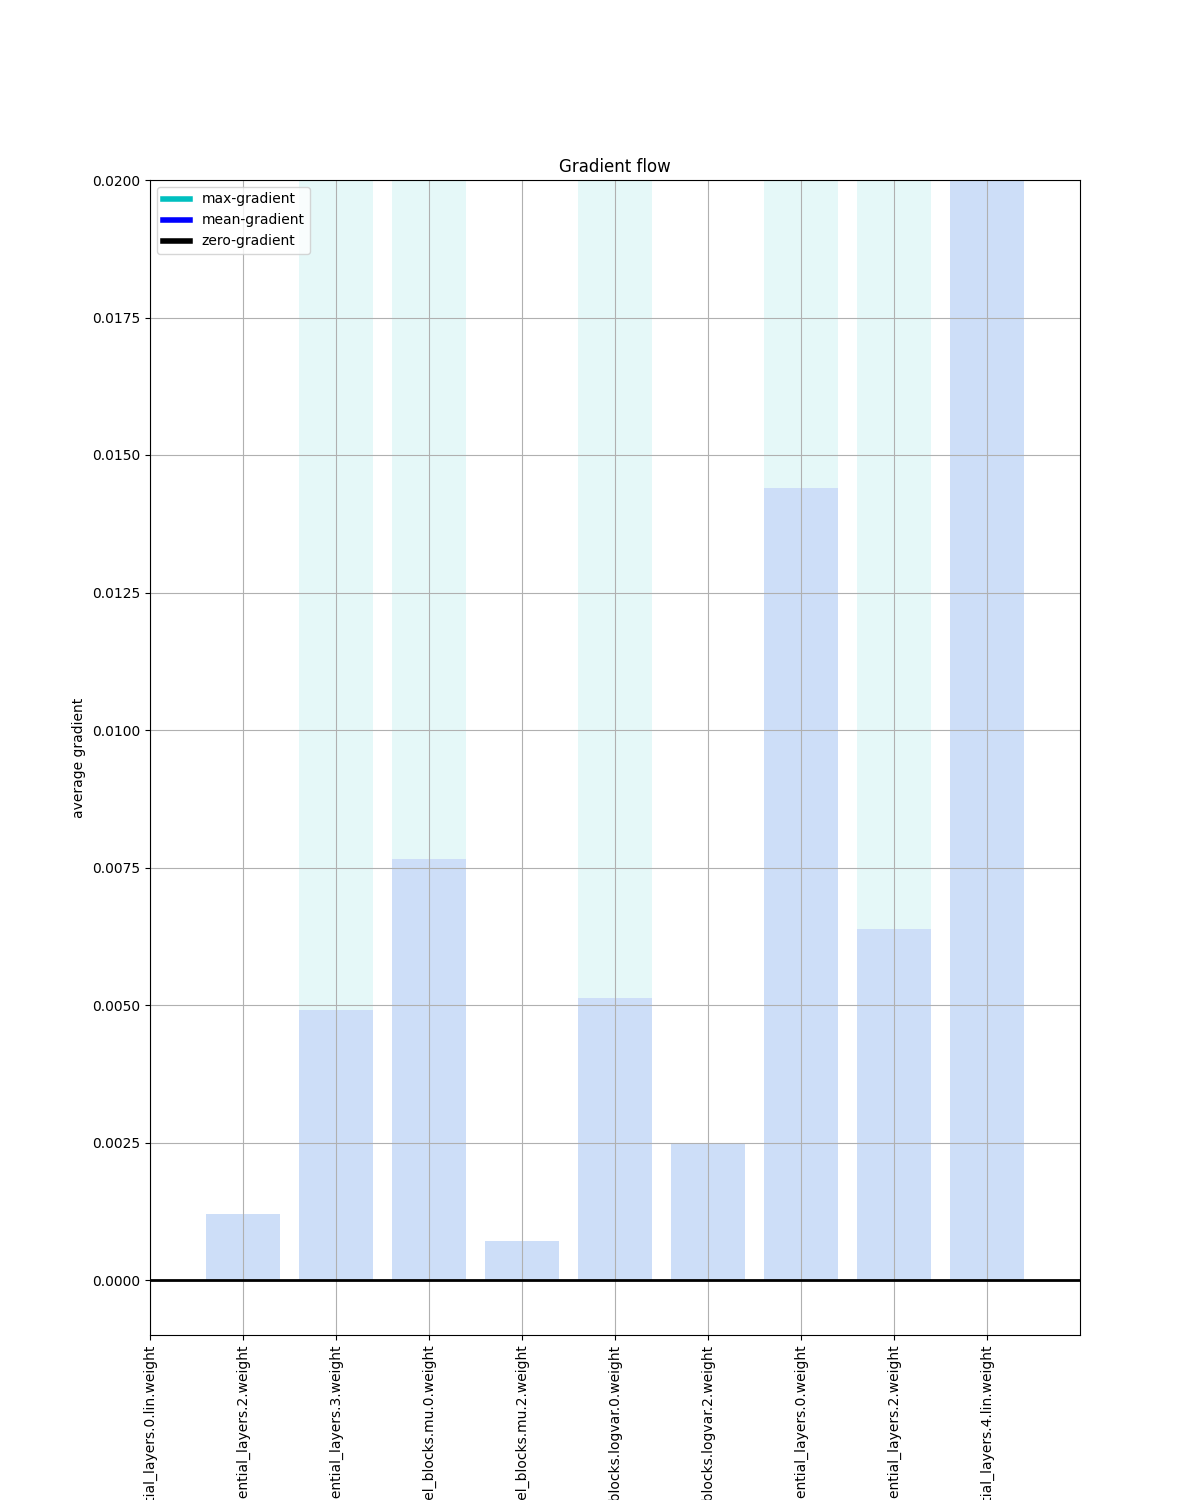 Gradient flow
max-gradient
mean-gradient
zero-gradient
0.0200
0.0175
0.0150
0.0125
0.0100
0.0075
0.0050
0.0025
0.0000
average gradient
tial_layers.0.lin.weight
ential_layers.2.weight
ential_layers.3.weight
el_blocks.mu.0.weight
el_blocks.mu.2.weight
blocks.logvar.0.weight
blocks.logvar.2.weight
ential_layers.0.weight
ential_layers.2.weight
tial_layers.4.lin.weight